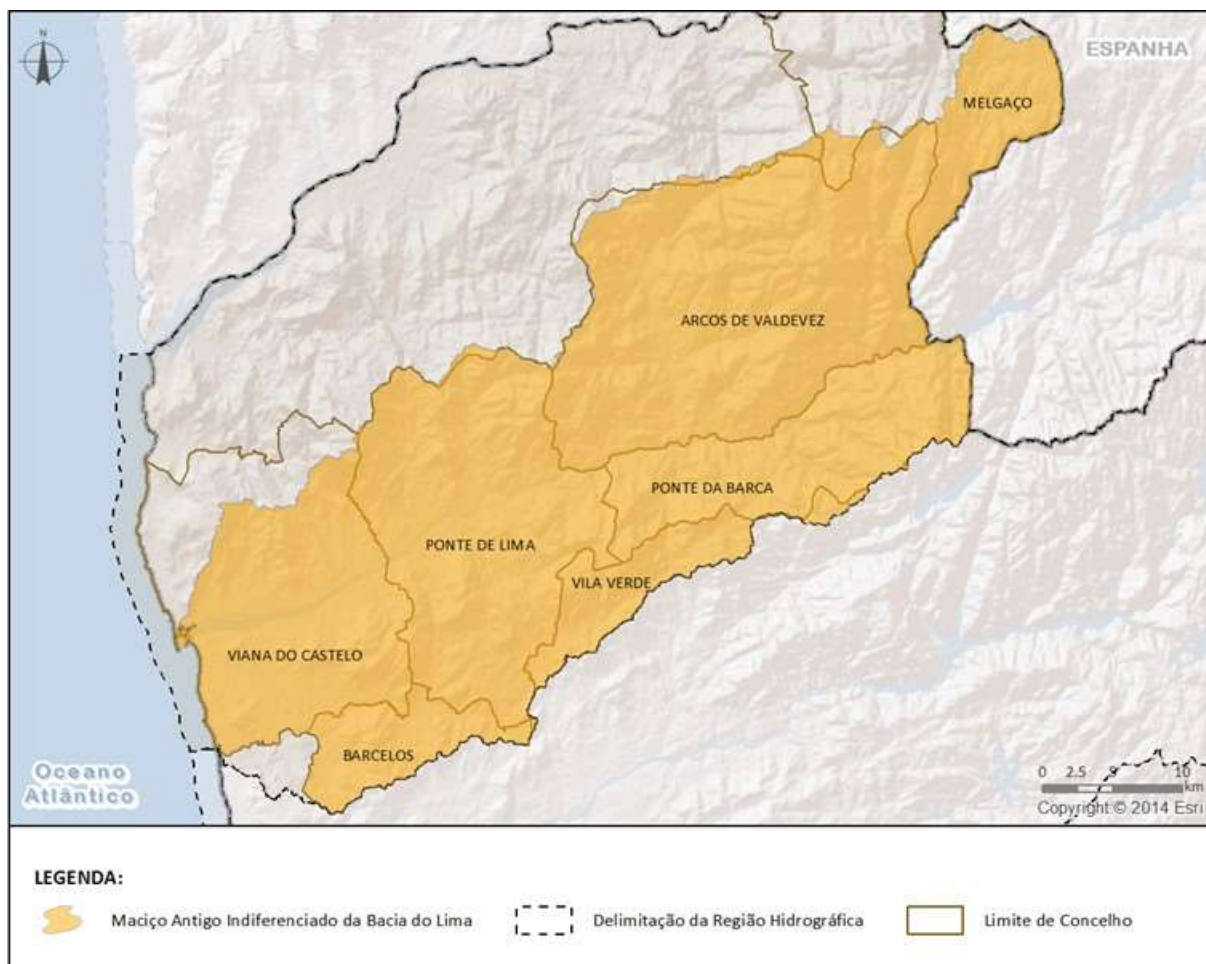 N
ESPANHA
MELGAÇO
ARCOS DE VALDEVEZ
PONTE DA BARCA
PONTE DE LIMA
VILA VERDE
VIANA DO CASTELO
BARCELOS
Oceano
Atlântico
0 2.5 5 10
km
Copyright © 2014 Esri
LEGENDA:
Maciço Antigo Indiferenciado da Bacia do Lima
Delimitação da Região Hidrográfica
Limite de Concelho